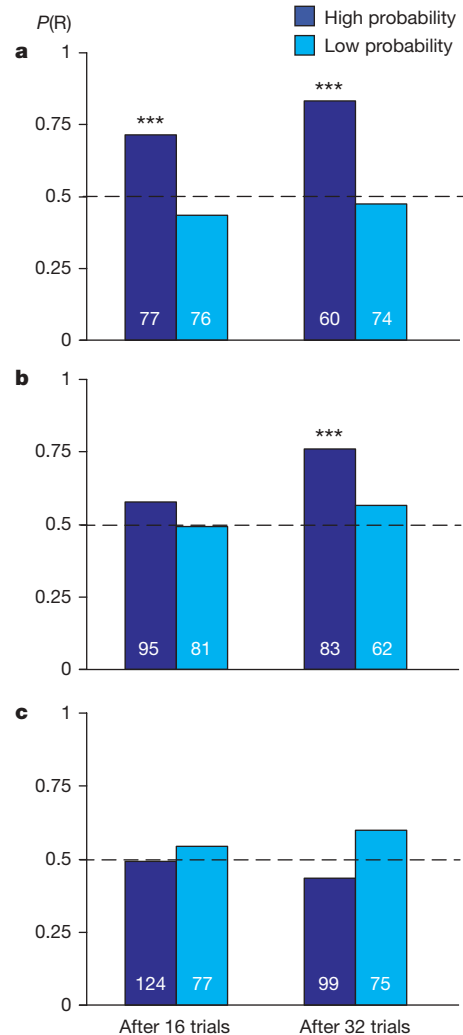 P(R)
High probability
Low probability
a
1
0.75
0.5
0.25
0
***
***
77 76 60 74
b
1
0.75
0.5
0.25
0
***
95 81 83 62
c
1
0.75
0.5
0.25
0
124 77 99 75
After 16 trials After 32 trials